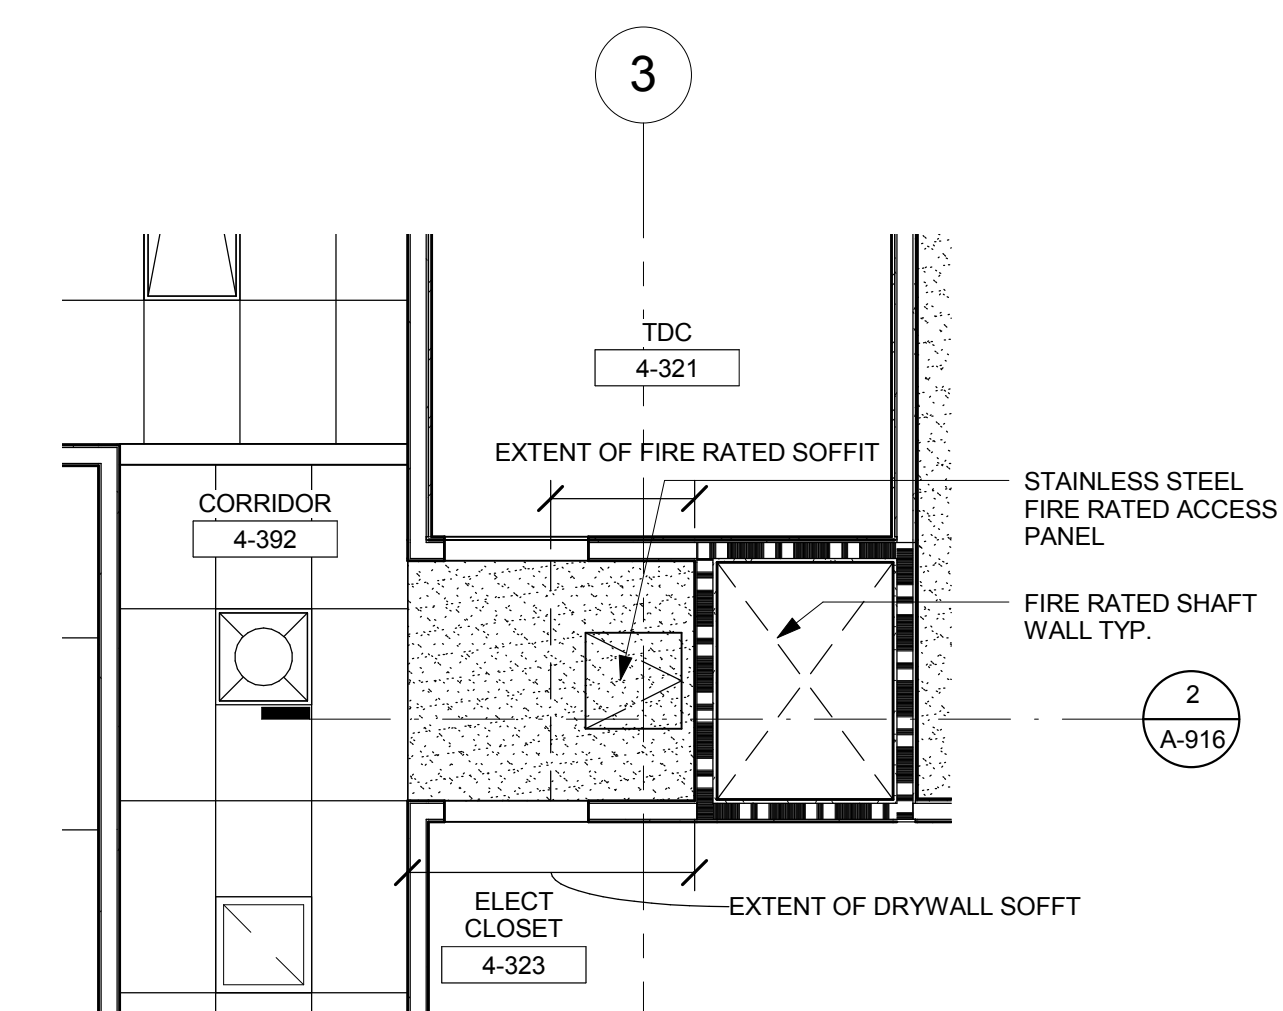 3
TDC
4-321
EXTENT OF FIRE RATED SOFFIT
STAINLESS STEEL
FIRE RATED ACCESS
PANEL
CORRIDOR
4-392
FIRE RATED SHAFT
WALL TYP.
2
A-916
ELECT
CLOSET
4-323
EXTENT OF DRYWALL SOFFT